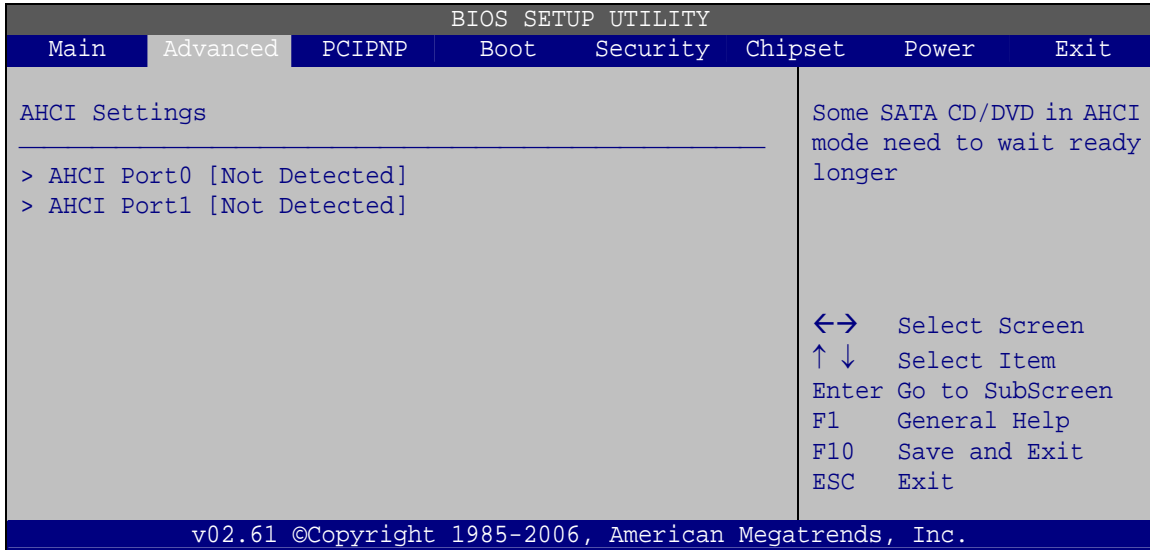 BIOS SETUP UTILITY
Main Advanced PCIPNP Boot Security Chipset Power Exit
AHCI Settings
> AHCI Port0 [Not Detected]
> AHCI Port1 [Not Detected]
Some SATA CD/DVD in AHCI
mode need to wait ready
longer
←→ Select Screen
↑ ↓ Select Item
Enter Go to SubScreen
F1 General Help
F10 Save and Exit
ESC Exit
v02.61 ©Copyright 1985-2006, American Megatrends, Inc.